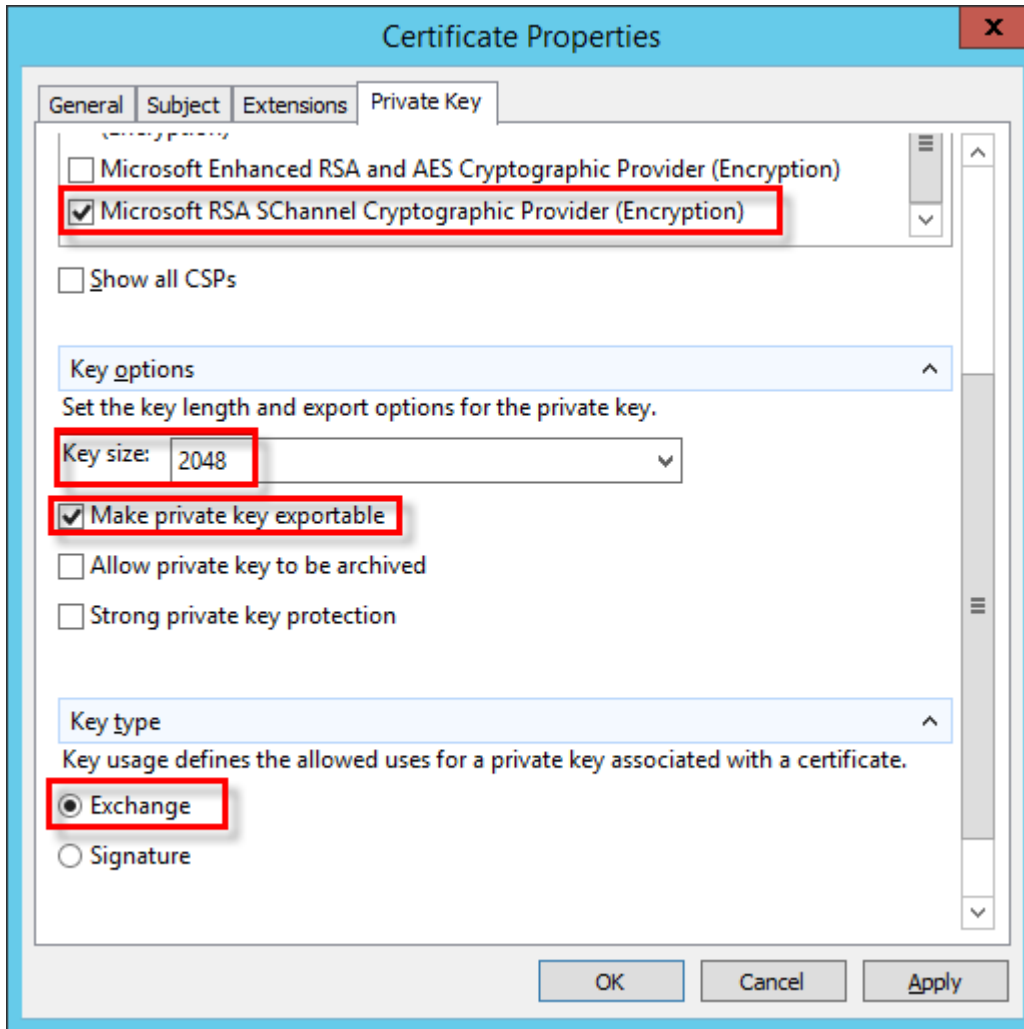 Certificate Properties
x
General Subject Extensions Private Key
Microsoft Enhanced RSA and AES Cryptographic Provider (Encryption)
Microsoft RSA SChannel Cryptographic Provider (Encryption)
Show all CSPs
Key options
Set the key length and export options for the private key.
Key size: 2048
Make private key exportable
Allow private key to be archived
Strong private key protection
Key type
Key usage defines the allowed uses for a private key associated with a certificate.
Exchange
Signature
OK Cancel Apply